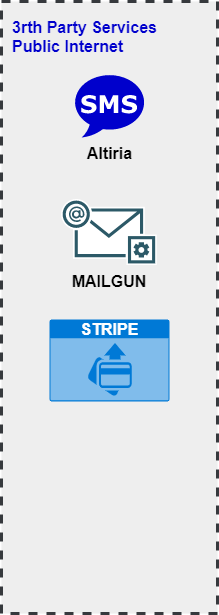 3rth Party Services
Public Internet
SMS
Altiria
@
MAILGUN
STRIPE